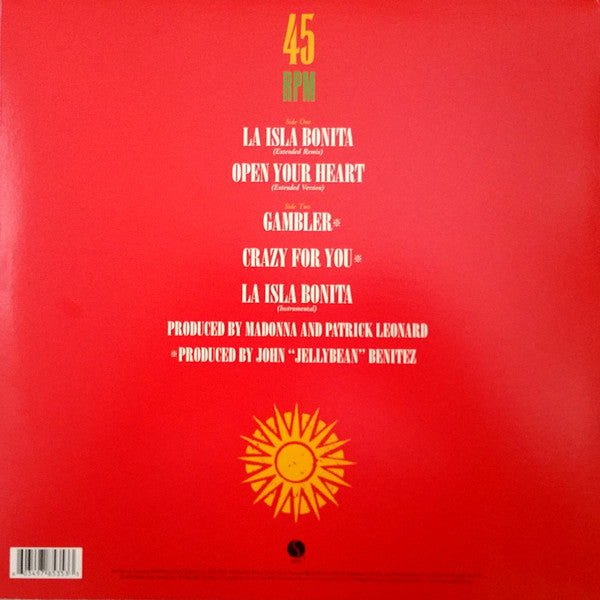 45
RPM
Side One
LA ISLA BONITA
(Extended Remix)
OPEN YOUR HEART
(Extended Version)
Side Two
GAMBLER*
CRAZY FOR YOU*
LA ISLA BONITA
(Instrumental)
PRODUCED BY MADONNA AND PATRICK LEONARD
*PRODUCED BY JOHN "JELLYBEAN" BENITEZ